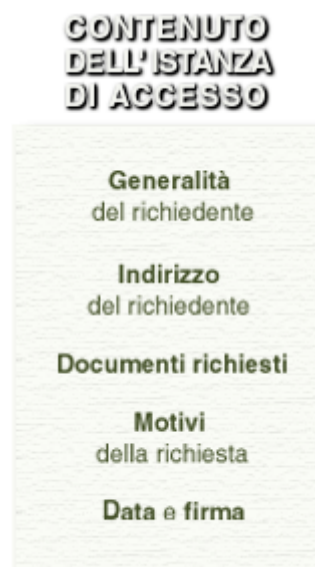 CONTENUTO
DELL'ISTANZA
DI ACCESSO
Generalità
del richiedente
Indirizzo
del richiedente
Documenti richiesti
Motivi
della richiesta
Data e firma